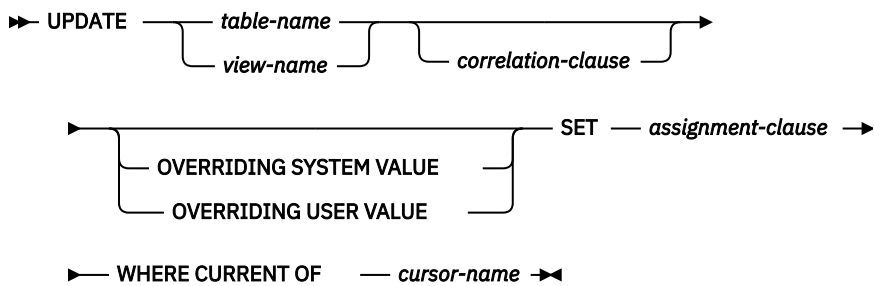 UPDATE table-name
view-name correlation-clause
OVERRIDING SYSTEM VALUE SET assignment-clause
OVERRIDING USER VALUE
WHERE CURRENT OF cursor-name